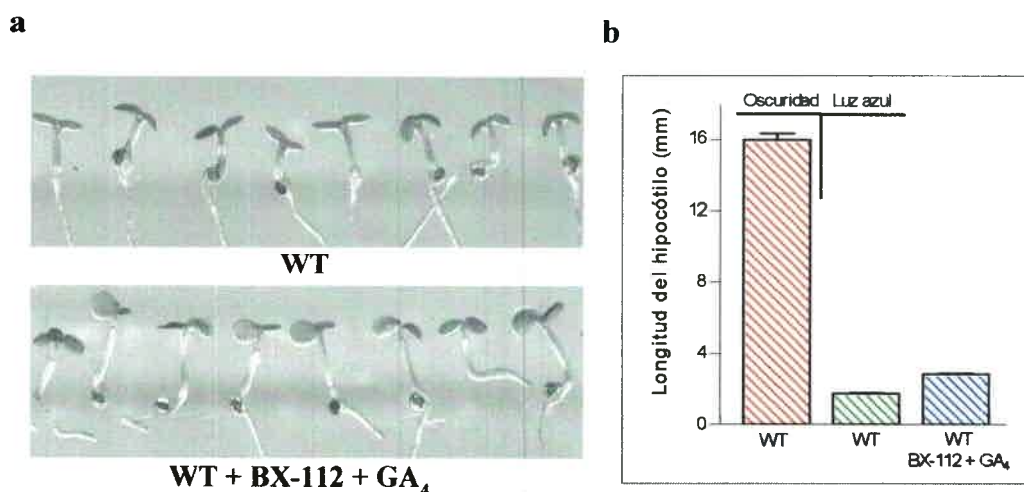 a
WT
WT + BX-112 + GA₄
b
Longitud del hipocótilo (mm)
Oscuridad Luz azul
16
12
8
4
0
WT WT WT
BX-112 + GA₄